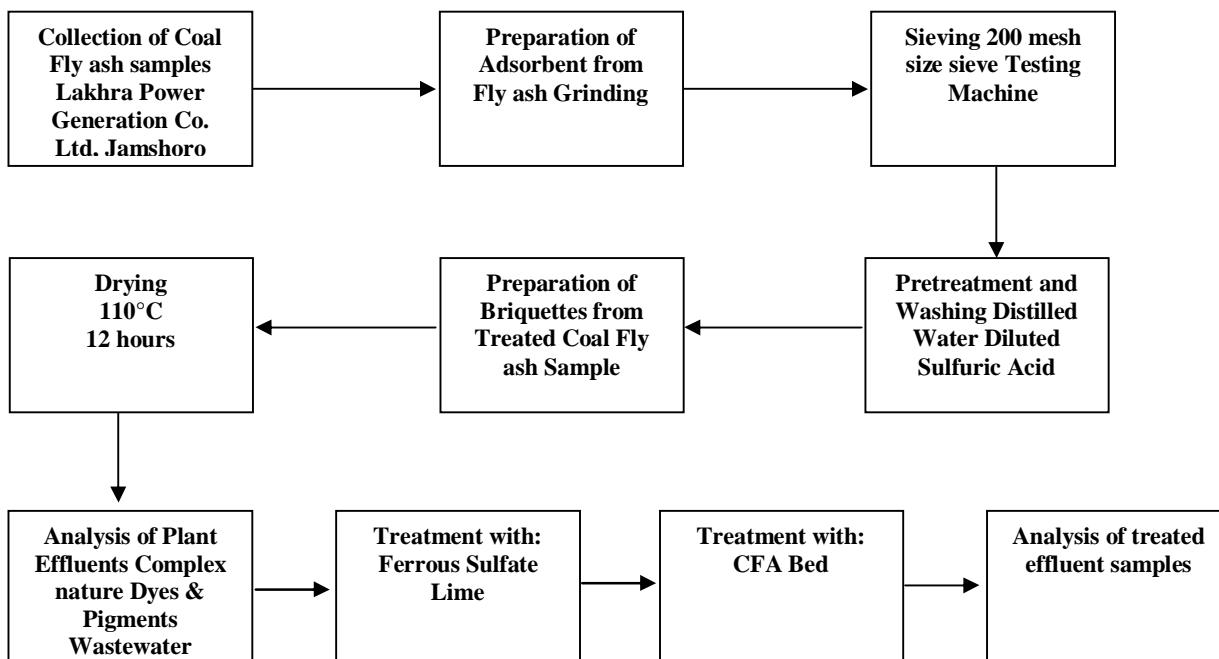 Collection of Coal
Fly ash samples
Lakhra Power
Generation Co.
Ltd. Jamshoro
Preparation of
Adsorbent from
Fly ash Grinding
Sieving 200 mesh
size sieve Testing
Machine
Pretreatment and
Washing Distilled
Water Diluted
Sulfuric Acid
Preparation of
Briquettes from
Treated Coal Fly
ash Sample
Drying
110°C
12 hours
Analysis of Plant
Effluents Complex
nature Dyes &
Pigments
Wastewater
Treatment with:
Ferrous Sulfate
Lime
Treatment with:
CFA Bed
Analysis of treated
effluent samples